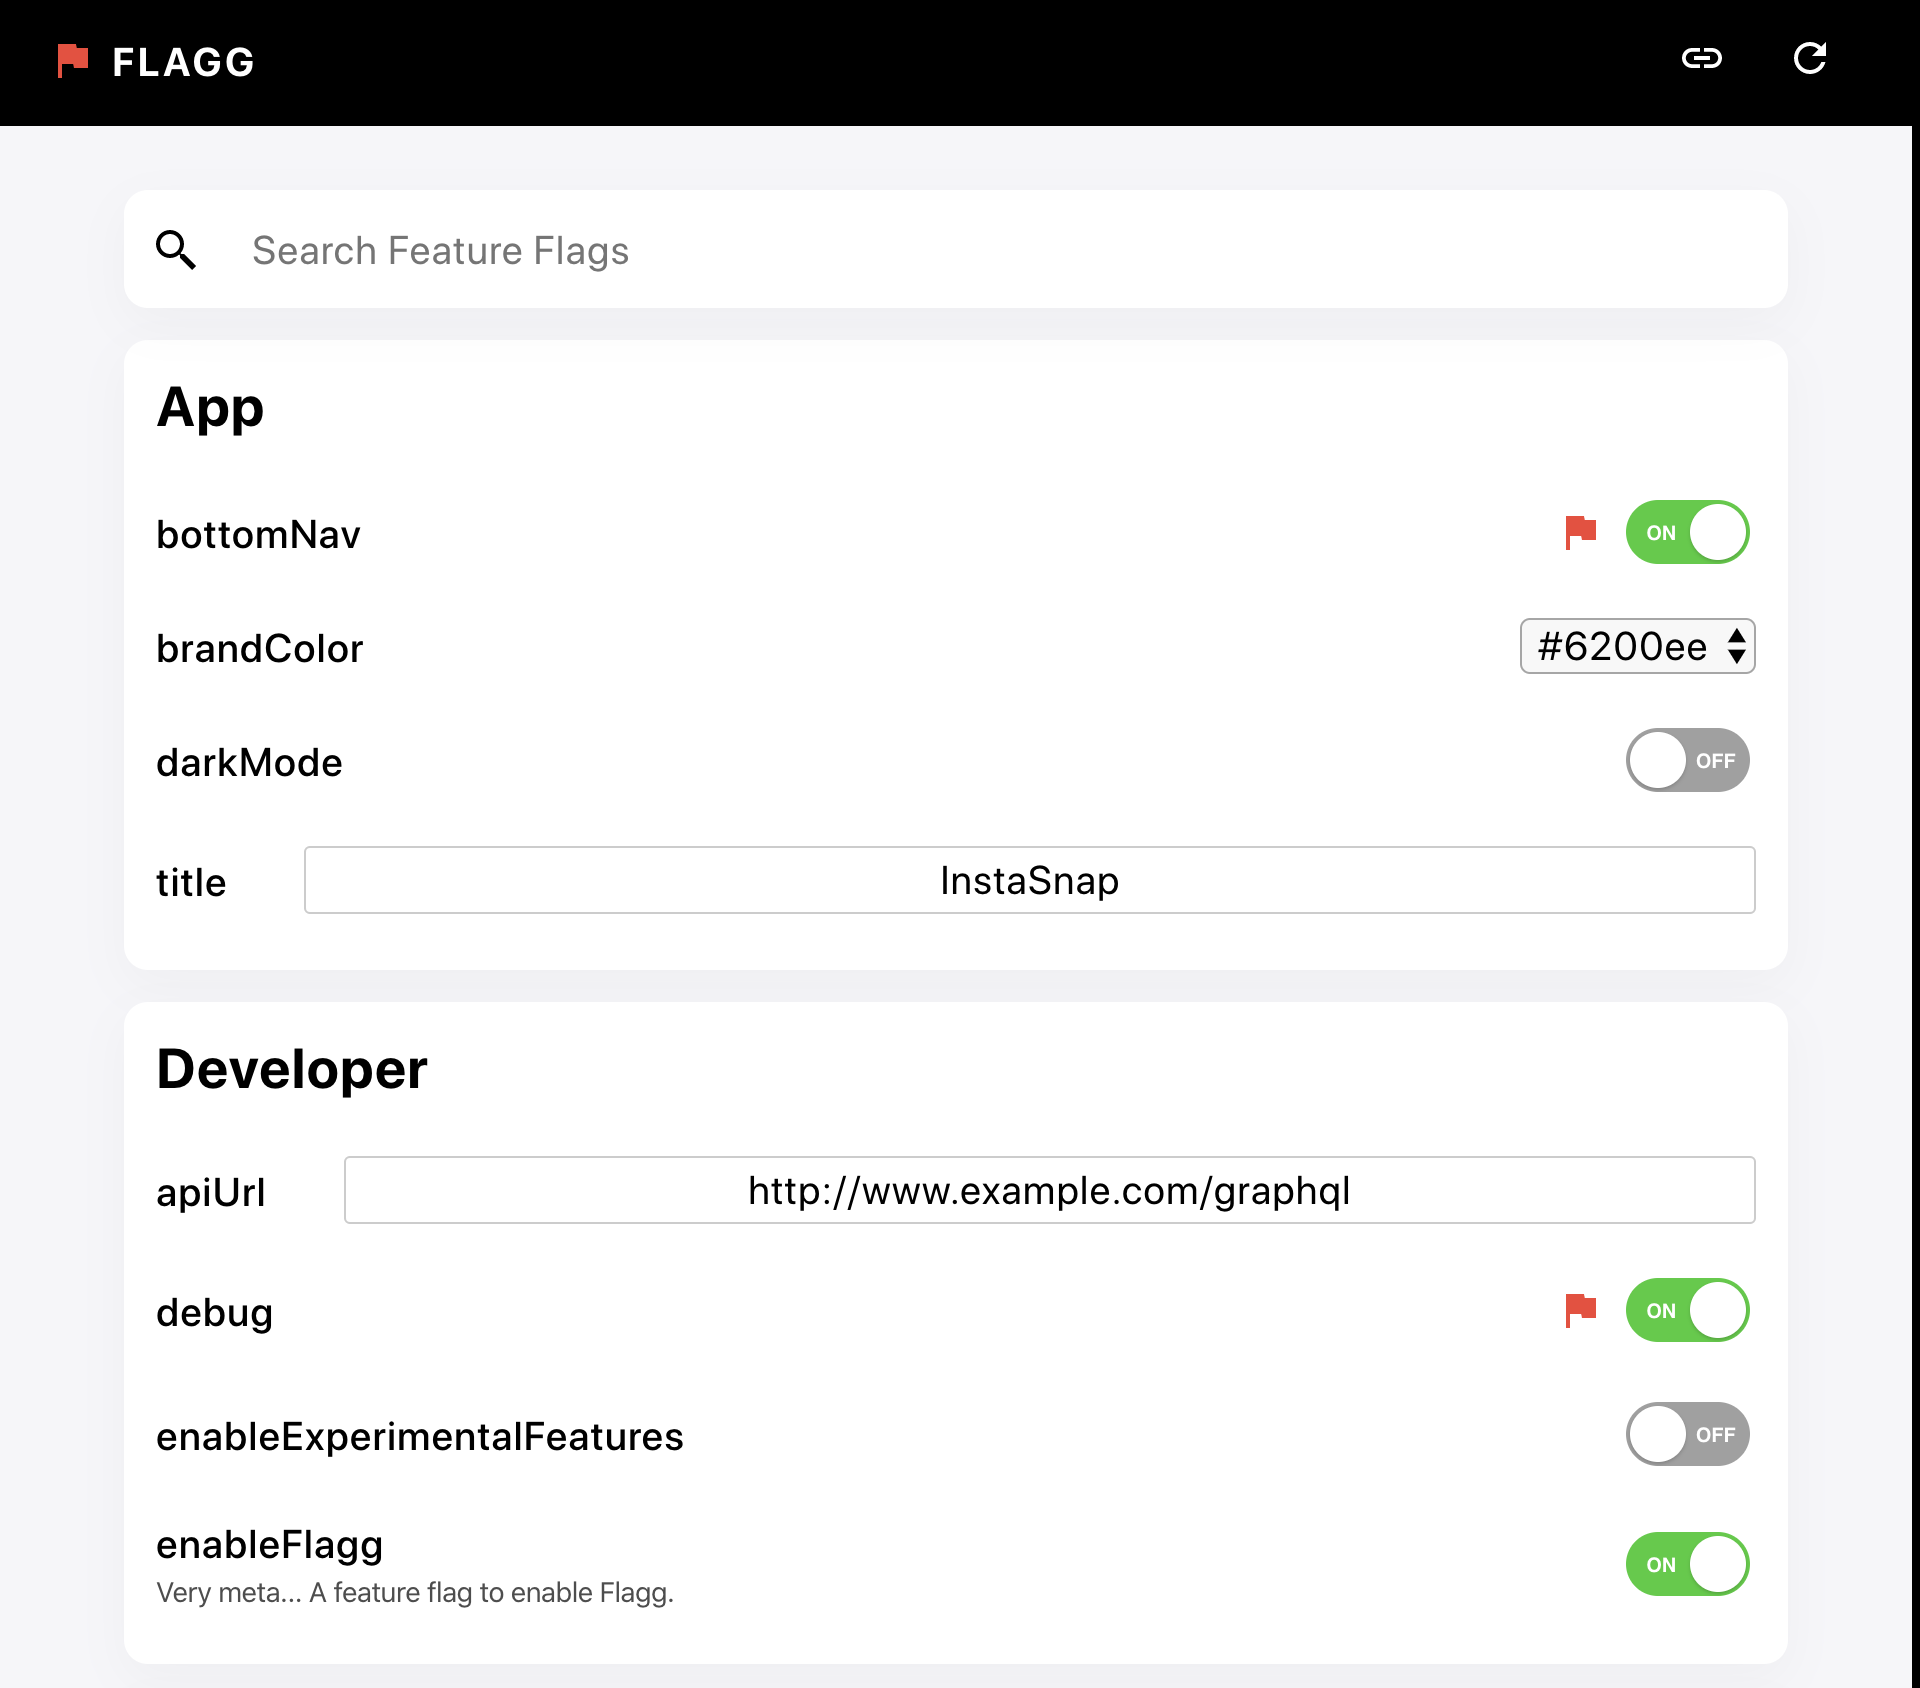 FLAGG
Search Feature Flags
App
bottomNav ON
brandColor #6200ee
darkMode OFF
title InstaSnap
Developer
apiUrl http://www.example.com/graphql
debug ON
enableExperimentalFeatures OFF
enableFlagg ON
Very meta... A feature flag to enable Flagg.